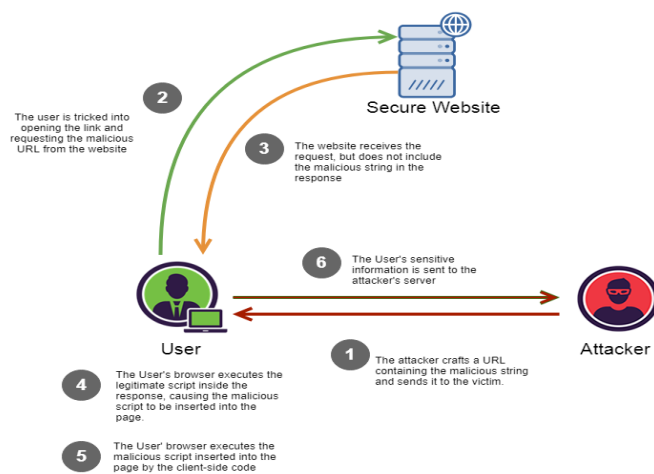 Secure Website
2
The user is tricked into
opening the link and
requesting the malicious
URL from the website
3
The website receives the
request, but does not include
the malicious string in the
response
6
The User's sensitive
information is sent to the
attacker's server
User
Attacker
1
The attacker crafts a URL
containing the malicious string
and sends it to the victim.
4
The User's browser executes the
legitimate script inside the
response, causing the malicious
script to be inserted into the
page.
5
The User' browser executes the
malicious script inserted into the
page by the client-side code